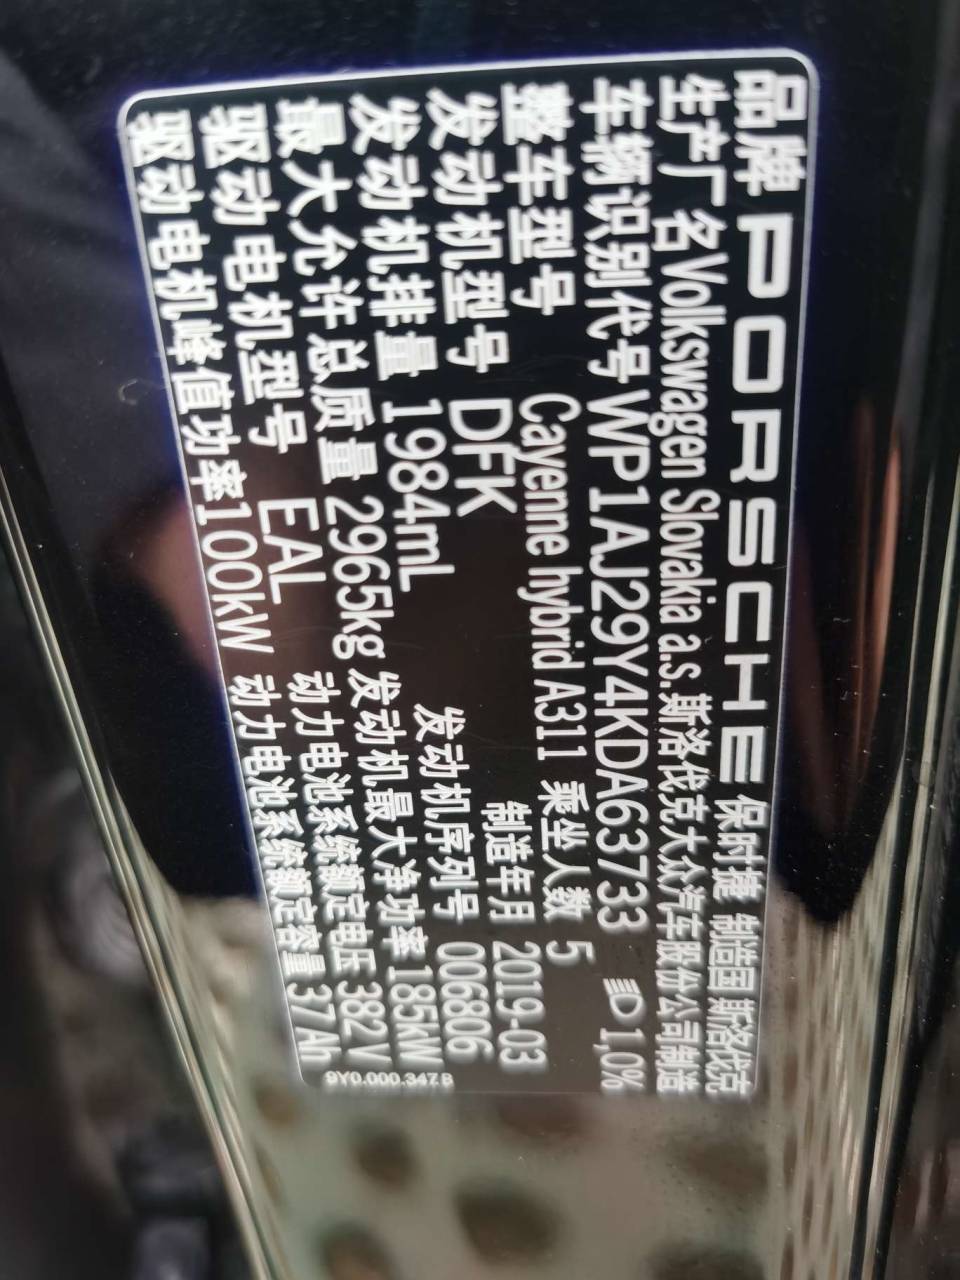 品牌 PORSCHE 保时捷 制造国 斯洛伐克
生产厂名 Volkswagen Slovakia a.s. 斯洛伐克大众汽车股份公司制造
车辆识别代号 WP1AJ29Y4KDA63733 1,0%
整车型号 Cayenne hybrid A311 乘坐人数 5
发动机型号 DFK 制造年月 2019-03
发动机排量 1984mL 发动机序列号 006806
最大允许总质量 2965kg 发动机最大净功率 185kW
驱动电机型号 EAL 动力电池系统额定电压 382V
驱动电机峰值功率 100kW 动力电池系统额定容量 37Ah
9Y0.000.347.B